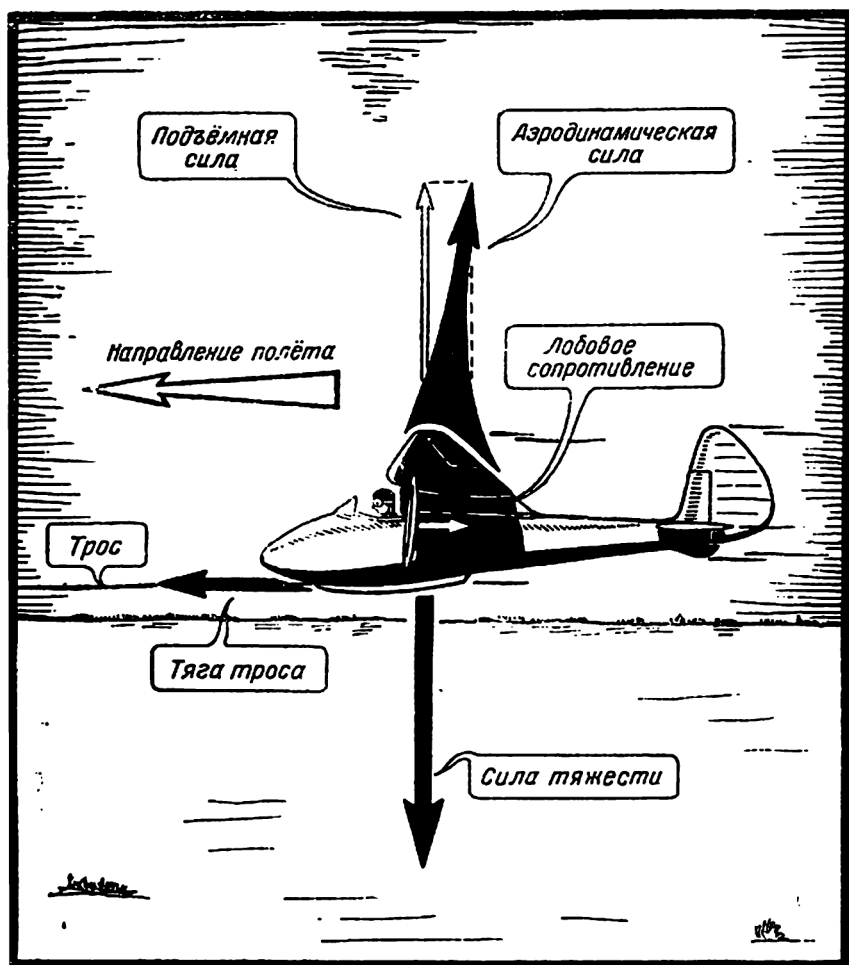 Подъёмная
сила
Аэродинамическая
сила
Направление полёта
Лобовое
сопротивление
Трос
Тяга троса
Сила тяжести